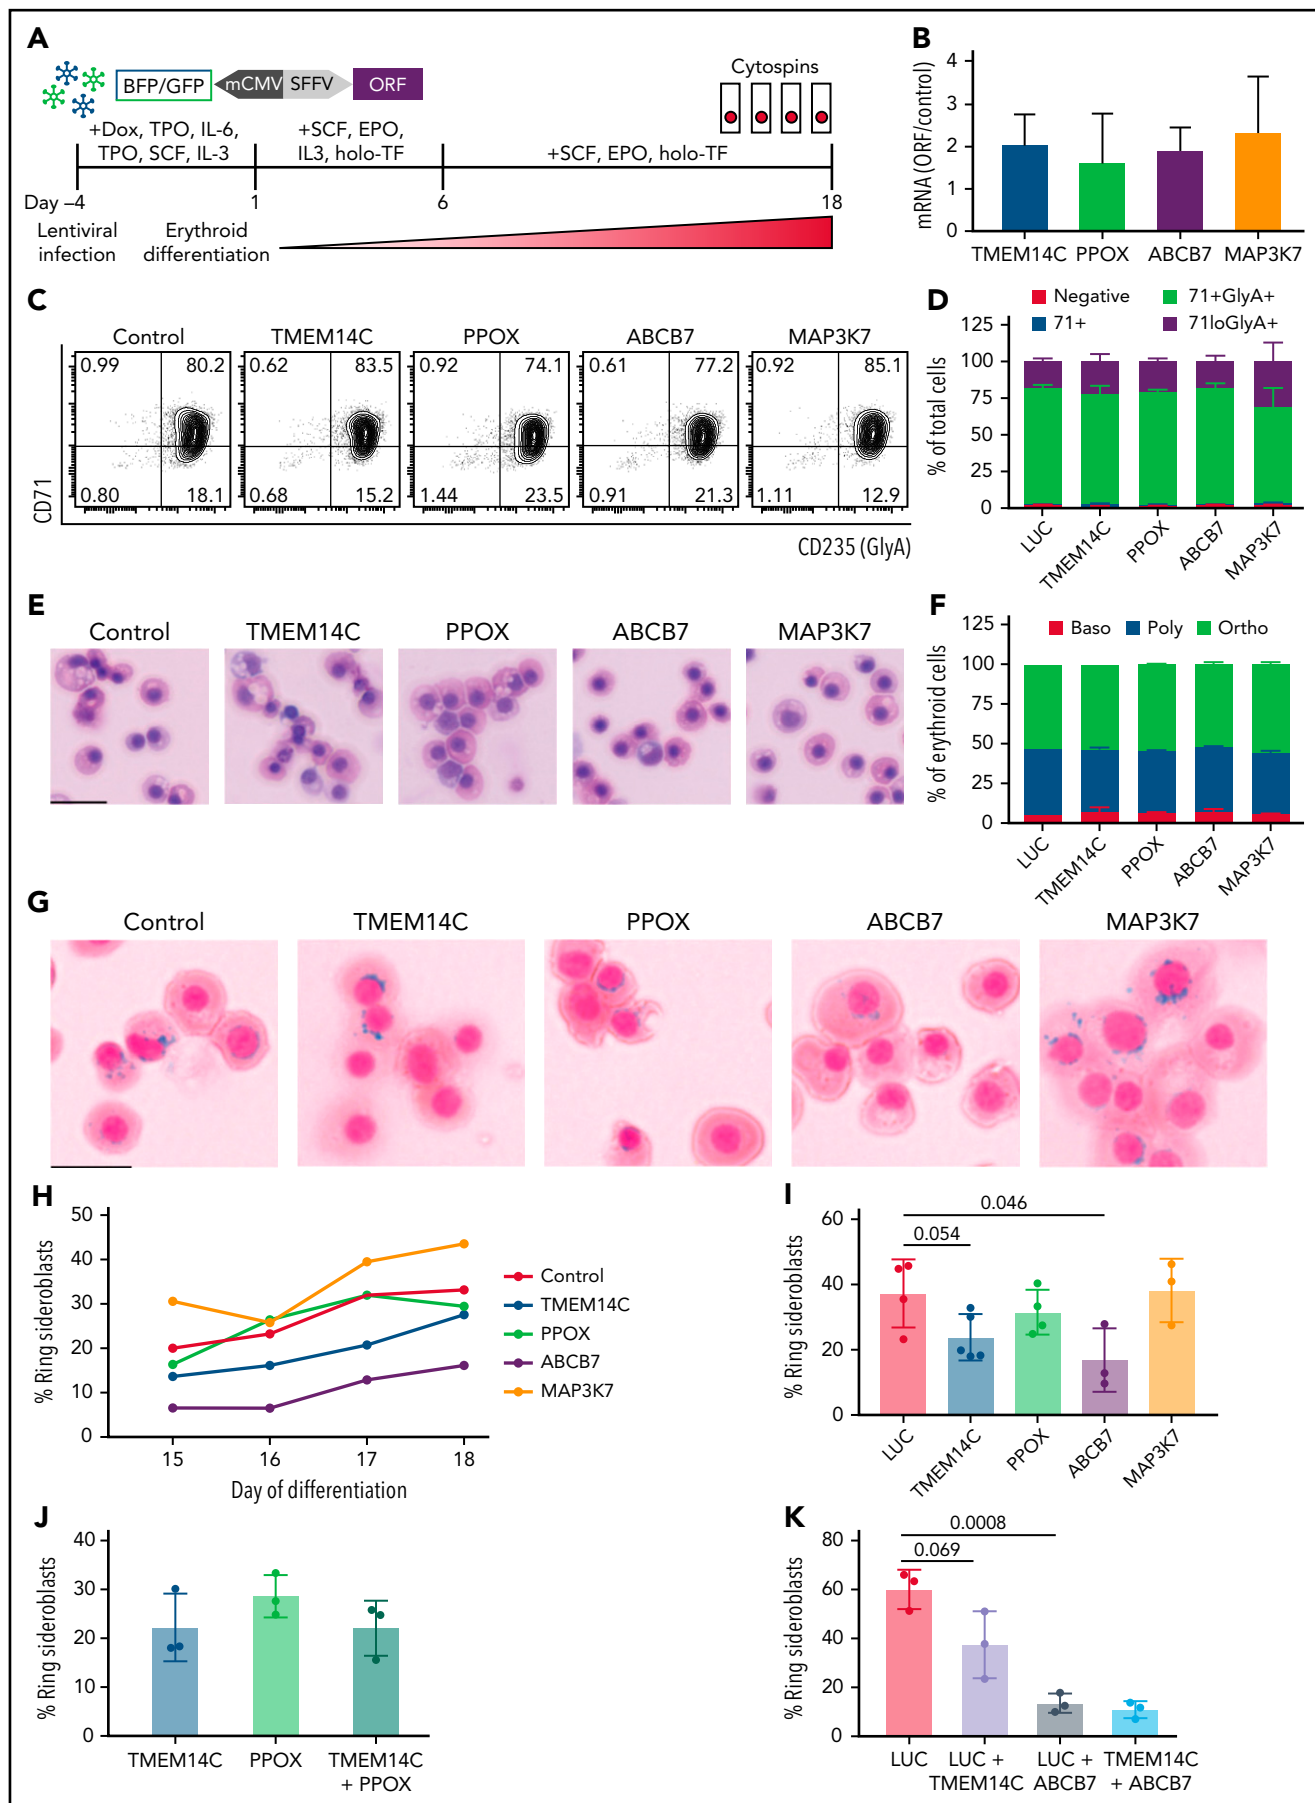 A
BFP/GFP mCMV SFFV ORF
Cytospins
+Dox, TPO, IL-6,
TPO, SCF, IL-3
+SCF, EPO,
IL3, holo-TF
+SCF, EPO, holo-TF
Day –4 1 6 18
Lentiviral
infection
Erythroid
differentiation
B
mRNA (ORF/control)
4
3
2
1
0
TMEM14C PPOX ABCB7 MAP3K7
C
Control TMEM14C PPOX ABCB7 MAP3K7
0.99 80.2 0.62 83.5 0.92 74.1 0.61 77.2 0.92 85.1
0.80 18.1 0.68 15.2 1.44 23.5 0.91 21.3 1.11 12.9
CD71
CD235 (GlyA)
D
Negative 71+GlyA+
71+ 71loGlyA+
% of total cells
125
100
75
50
25
0
LUC TMEM14C PPOX ABCB7 MAP3K7
E
Control TMEM14C PPOX ABCB7 MAP3K7
F
Baso Poly Ortho
% of erythroid cells
125
100
75
50
25
0
LUC TMEM14C PPOX ABCB7 MAP3K7
G
Control TMEM14C PPOX ABCB7 MAP3K7
H
% Ring sideroblasts
50
40
30
20
10
0
15 16 17 18
Day of differentiation
Control
TMEM14C
PPOX
ABCB7
MAP3K7
I
% Ring sideroblasts
60
40
20
0
0.046
0.054
LUC TMEM14C PPOX ABCB7 MAP3K7
J
% Ring sideroblasts
40
30
20
10
0
TMEM14C PPOX TMEM14C
+ PPOX
K
% Ring sideroblasts
80
60
40
20
0
0.0008
0.069
LUC LUC + LUC + TMEM14C
TMEM14C ABCB7 + ABCB7